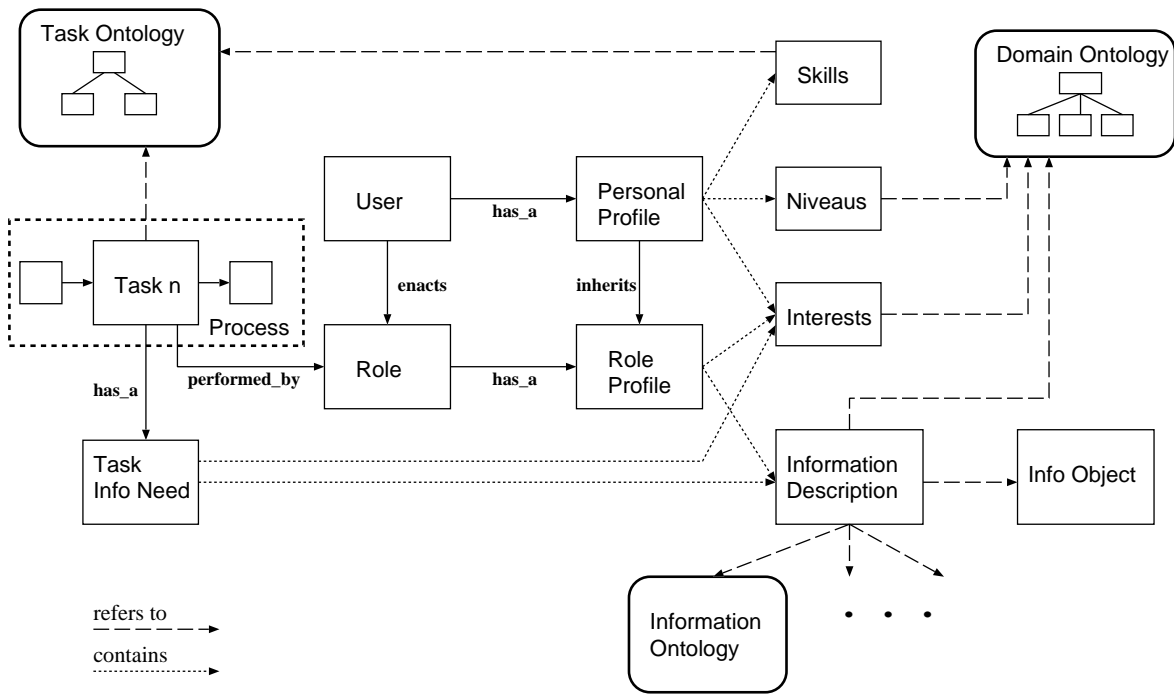 Task Ontology
Skills
Domain Ontology
User
has_a
Personal
Profile
Niveaus
Task n
Process
enacts
inherits
Interests
has_a
performed_by
Role
has_a
Role
Profile
Task
Info Need
Information
Description
Info Object
Information
Ontology
. . .
refers to
contains